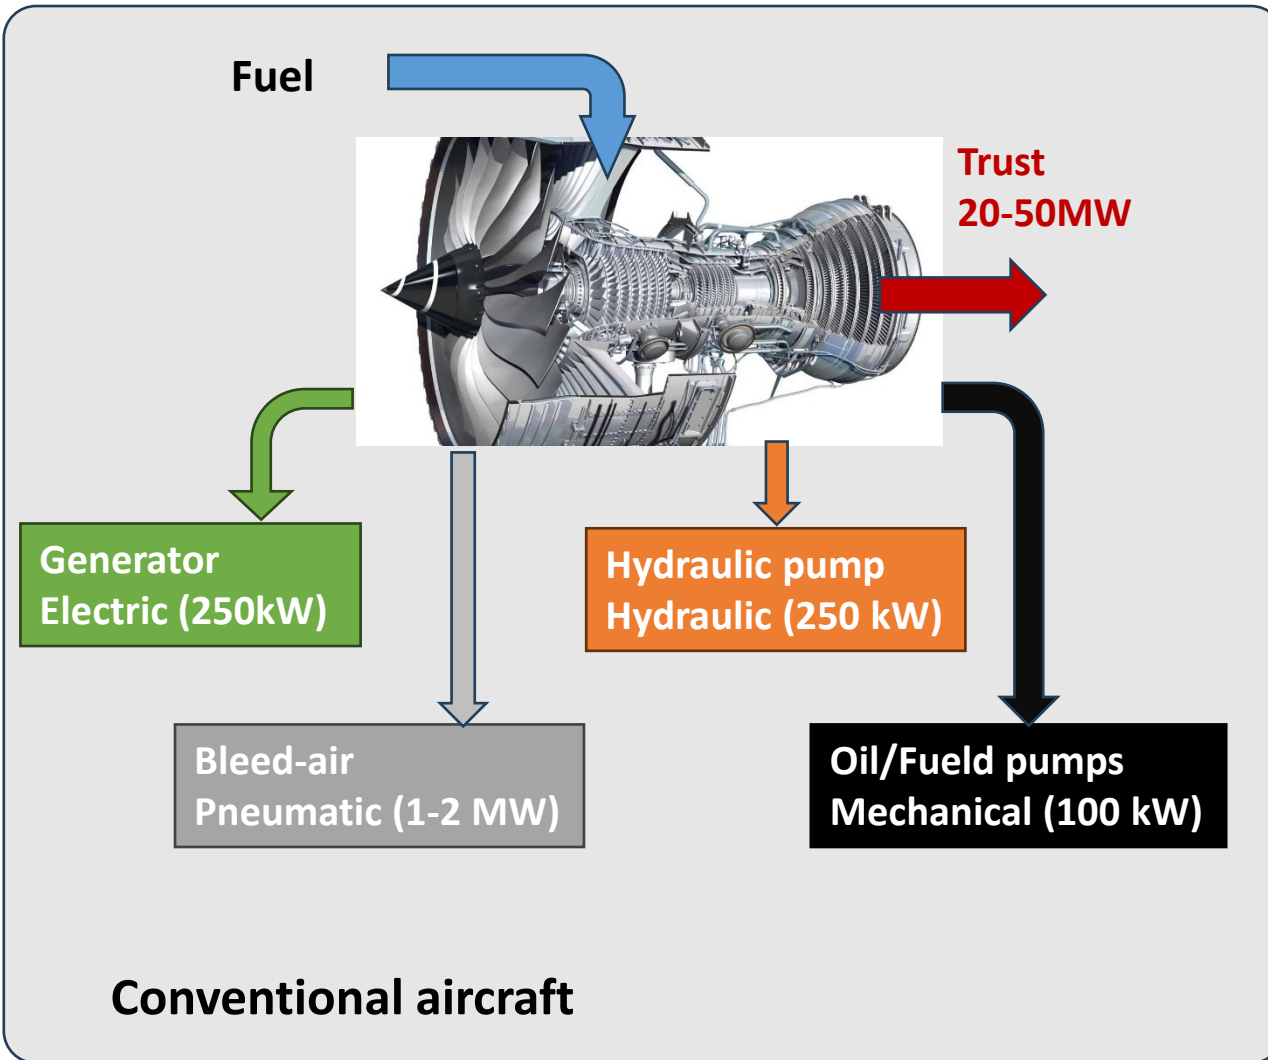 Fuel
Trust
20-50MW
Generator
Electric (250kW)
Hydraulic pump
Hydraulic (250 kW)
Bleed-air
Pneumatic (1-2 MW)
Oil/Fueld pumps
Mechanical (100 kW)
Conventional aircraft